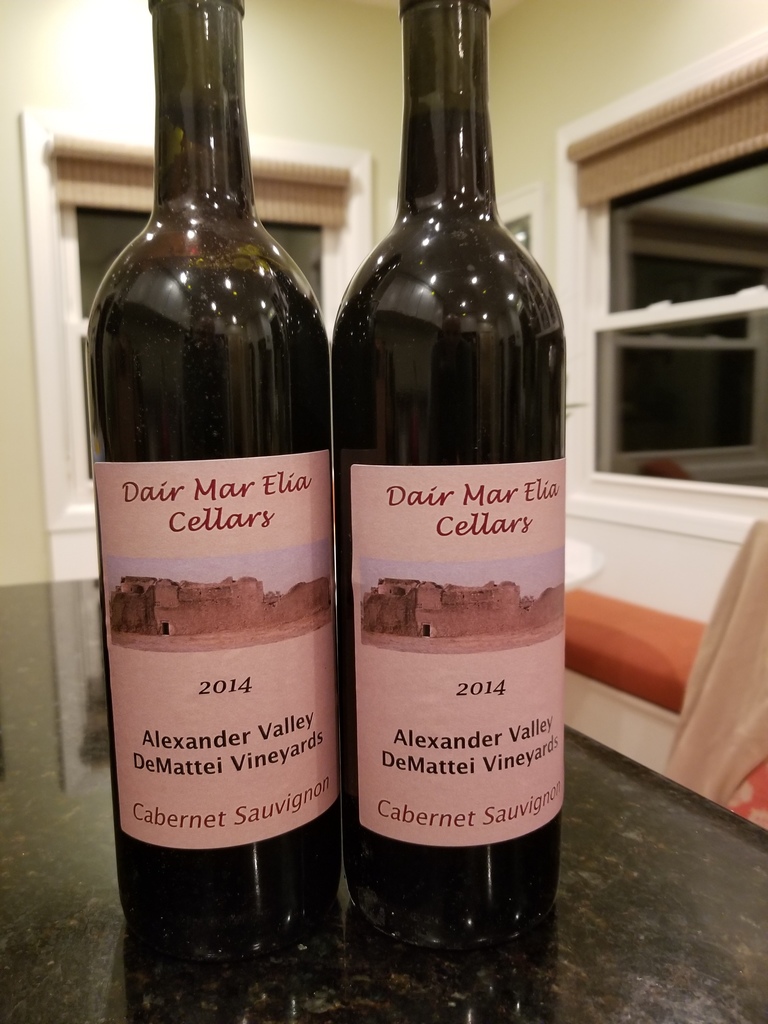 Dair Mar Elia
Cellars
2014
Alexander Valley
DeMattei Vineyards
Cabernet Sauvignon
Dair Mar Elia
Cellars
2014
Alexander Valley
DeMattei Vineyards
Cabernet Sauvignon